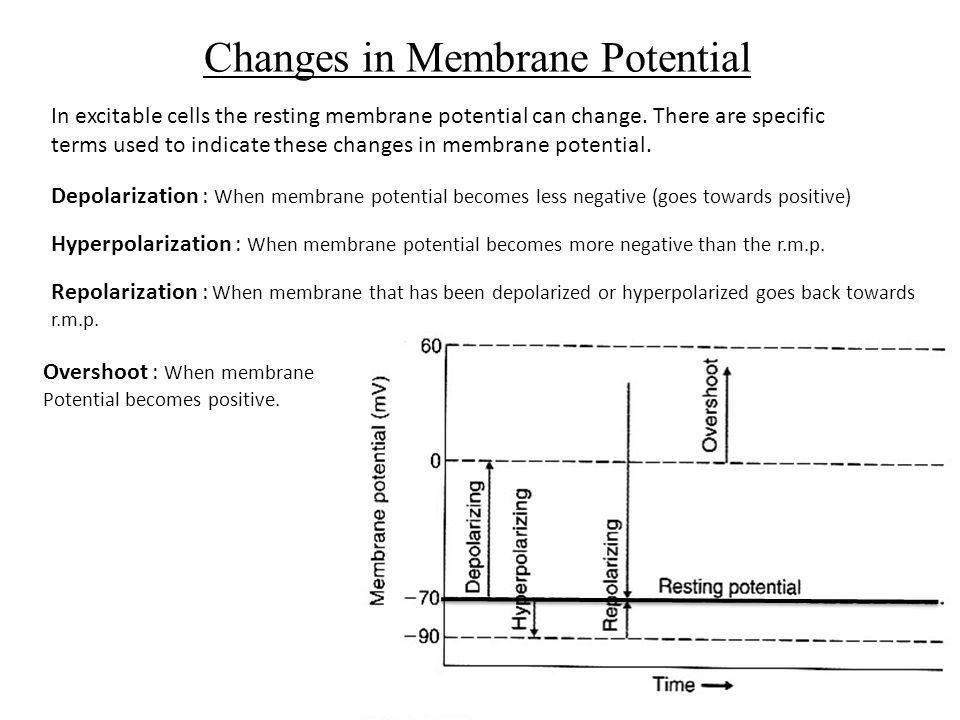 Changes in Membrane Potential
In excitable cells the resting membrane potential can change. There are specific
terms used to indicate these changes in membrane potential.
Depolarization : When membrane potential becomes less negative (goes towards positive)
Hyperpolarization : When membrane potential becomes more negative than the r.m.p.
Repolarization : When membrane that has been depolarized or hyperpolarized goes back towards
r.m.p.
Overshoot : When membrane
Potential becomes positive.
Membrane potential (mV)
60
0
−70
−90
Depolarizing
Hyperpolarizing
Repolarizing
Overshoot
Resting potential
Time